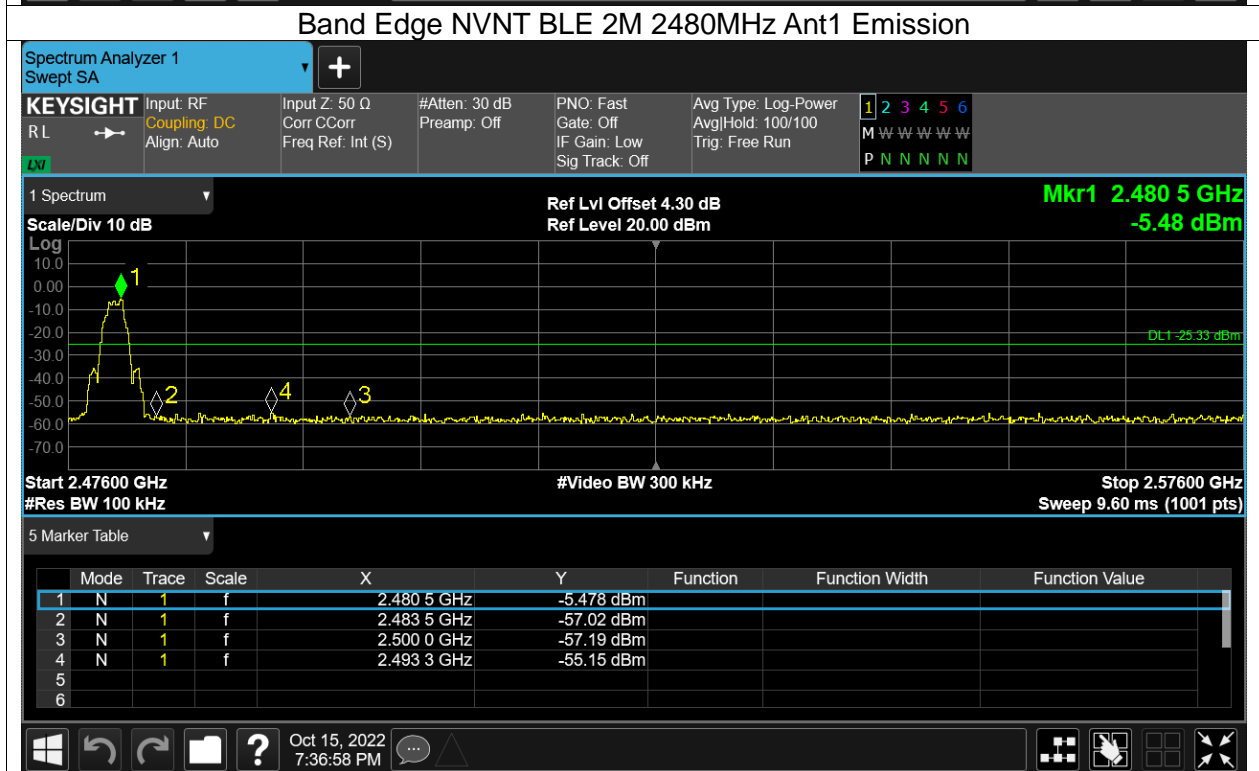 Band Edge NVNT BLE 2M 2480MHz Ant1 Emission
Spectrum Analyzer 1
Swept SA
KEYSIGHT
R L
LXI
Input: RF
Coupling: DC
Align: Auto
Input Z: 50 Ω
Corr CCorr
Freq Ref: Int (S)
#Atten: 30 dB
Preamp: Off
PNO: Fast
Gate: Off
IF Gain: Low
Sig Track: Off
Avg Type: Log-Power
Avg|Hold: 100/100
Trig: Free Run
1 2 3 4 5 6
M W W W W W
P N N N N N
1 Spectrum
Scale/Div 10 dB
Ref Lvl Offset 4.30 dB
Ref Level 20.00 dBm
Mkr1 2.480 5 GHz
-5.48 dBm
Log
10.0
0.00
-10.0
-20.0
-30.0
-40.0
-50.0
-60.0
-70.0
1
2
4
3
DL1 -25.33 dBm
Start 2.47600 GHz
#Res BW 100 kHz
#Video BW 300 kHz
Stop 2.57600 GHz
Sweep 9.60 ms (1001 pts)
5 Marker Table
Mode Trace Scale X Y Function Function Width Function Value
1 N 1 f 2.480 5 GHz -5.478 dBm
2 N 1 f 2.483 5 GHz -57.02 dBm
3 N 1 f 2.500 0 GHz -57.19 dBm
4 N 1 f 2.493 3 GHz -55.15 dBm
5
6
?
Oct 15, 2022
7:36:58 PM